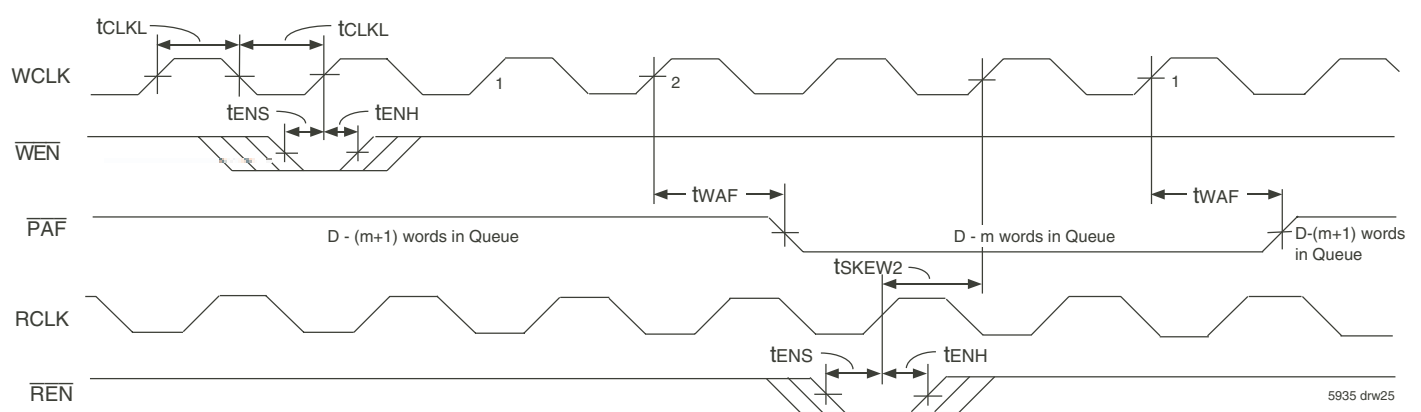 tCLKL tCLKL
WCLK 1 2 1
tENS tENH
WEN
tWAF tWAF
PAF D - (m+1) words in Queue D - m words in Queue D-(m+1) words
in Queue
tSKEW2
RCLK
tENS tENH
REN
5935 drw25